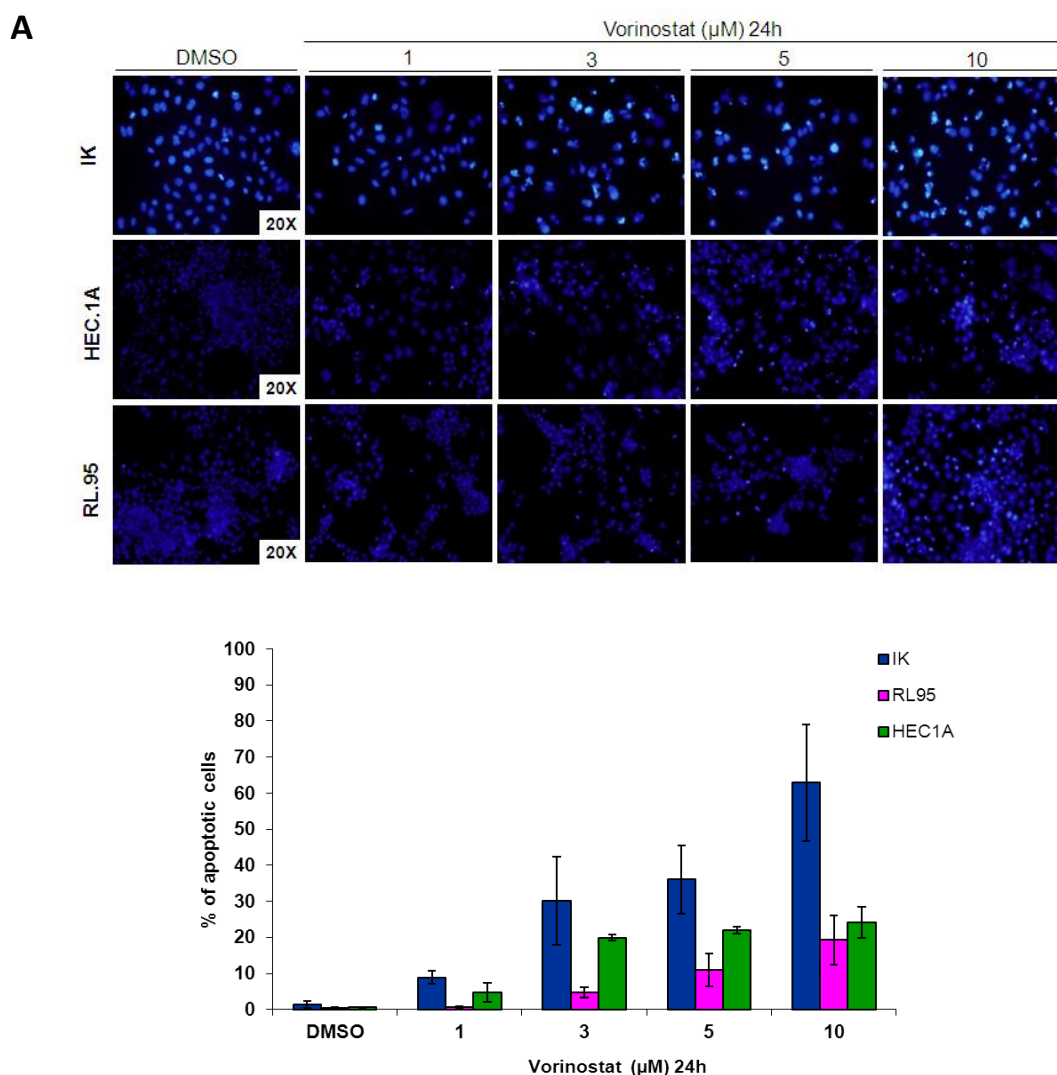 A
Vorinostat (µM) 24h
DMSO 1 3 5 10
IK
20X
HEC.1A
20X
RL.95
20X
100
90
80
70
60
50
40
30
20
10
0
% of apoptotic cells
IK
RL95
HEC1A
DMSO 1 3 5 10
Vorinostat (µM) 24h